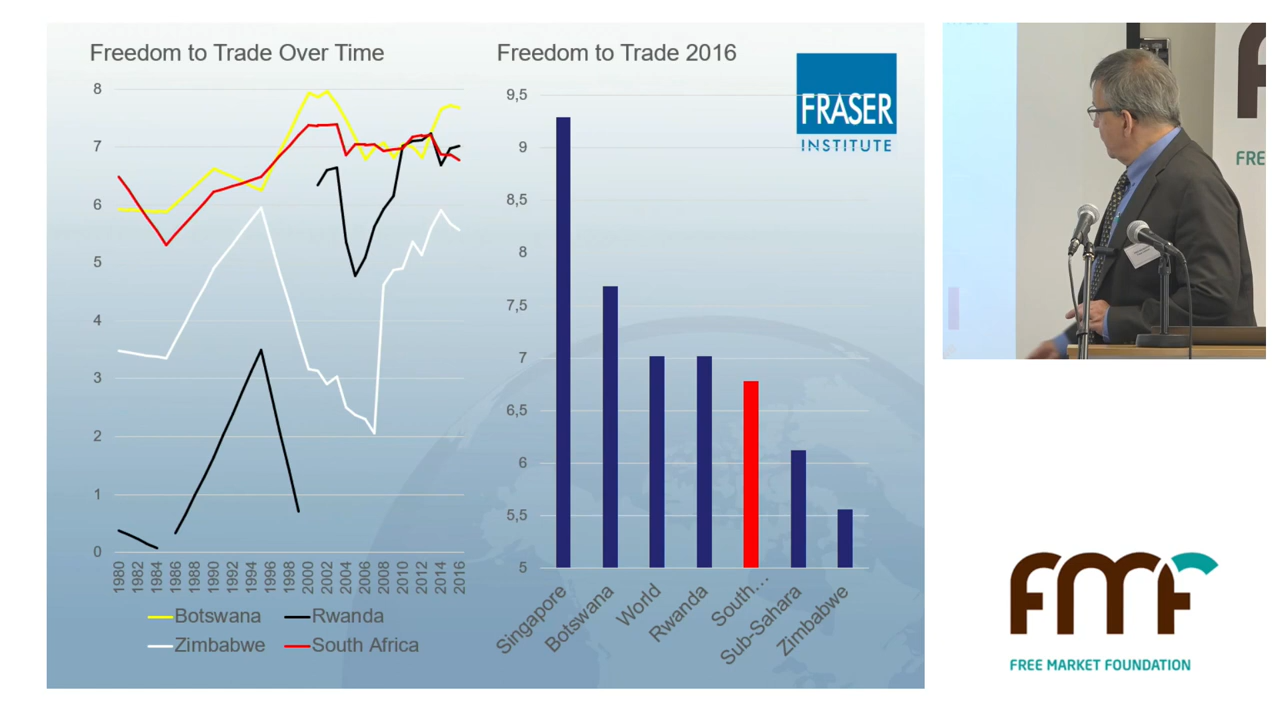 Freedom to Trade Over Time
8
7
6
5
4
3
2
1
0
1980
1982
1984
1986
1988
1990
1992
1994
1996
1998
2000
2002
2004
2006
2008
2010
2012
2014
2016
Botswana
Rwanda
Zimbabwe
South Africa
Freedom to Trade 2016
9,5
9
8,5
8
7,5
7
6,5
6
5,5
5
Singapore
Botswana
World
Rwanda
South...
Sub-Sahara
Zimbabwe
FRASER
INSTITUTE
FRE
FMF
FREE MARKET FOUNDATION